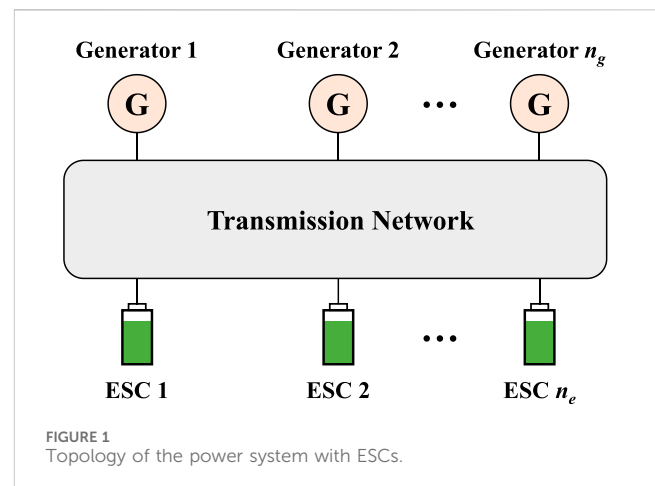 Generator 1 Generator 2 Generator n_g
G G ... G
Transmission Network
... 
ESC 1 ESC 2 ESC n_e
FIGURE 1
Topology of the power system with ESCs.